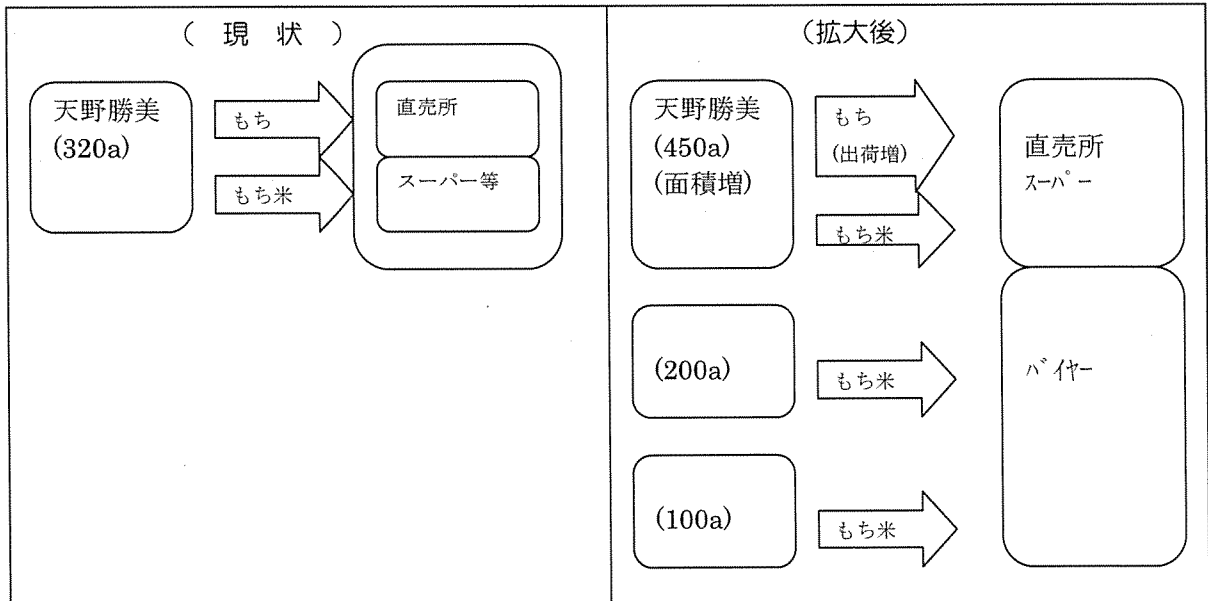 ( 現 状 )
天野勝美
(320a)
もち
もち米
直売所
スーパー等
(拡大後)
天野勝美
(450a)
(面積増)
もち
(出荷増)
もち米
直売所
ｽｰﾊﾟｰ
(200a)
もち米
ﾊﾞｲﾔｰ
(100a)
もち米